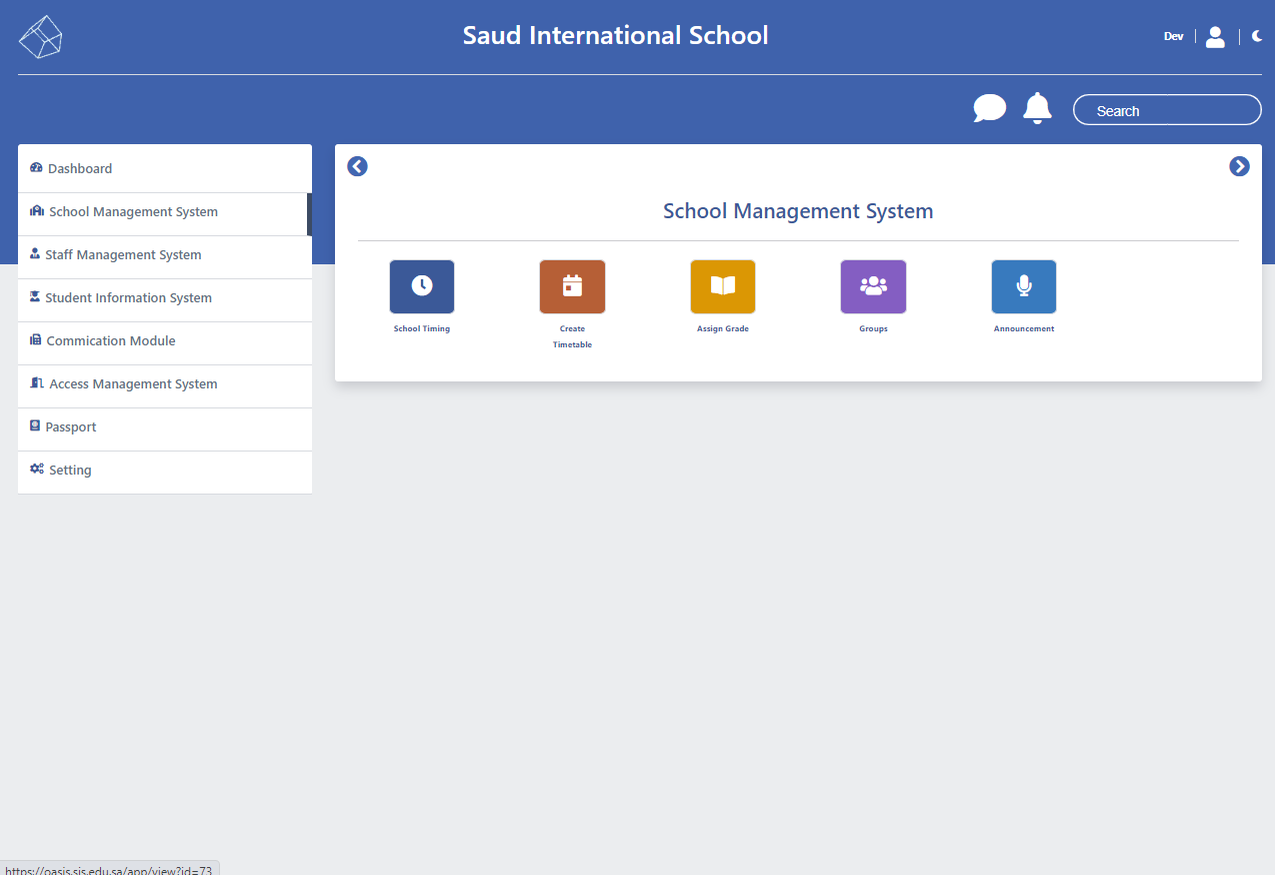 Saud International School
Dev
Search
Dashboard
School Management System
Staff Management System
Student Information System
Commication Module
Access Management System
Passport
Setting
School Management System
School Timing
Create
Timetable
Assign Grade
Groups
Announcement
https://oasis.sis.edu.sa/app/view?id=73